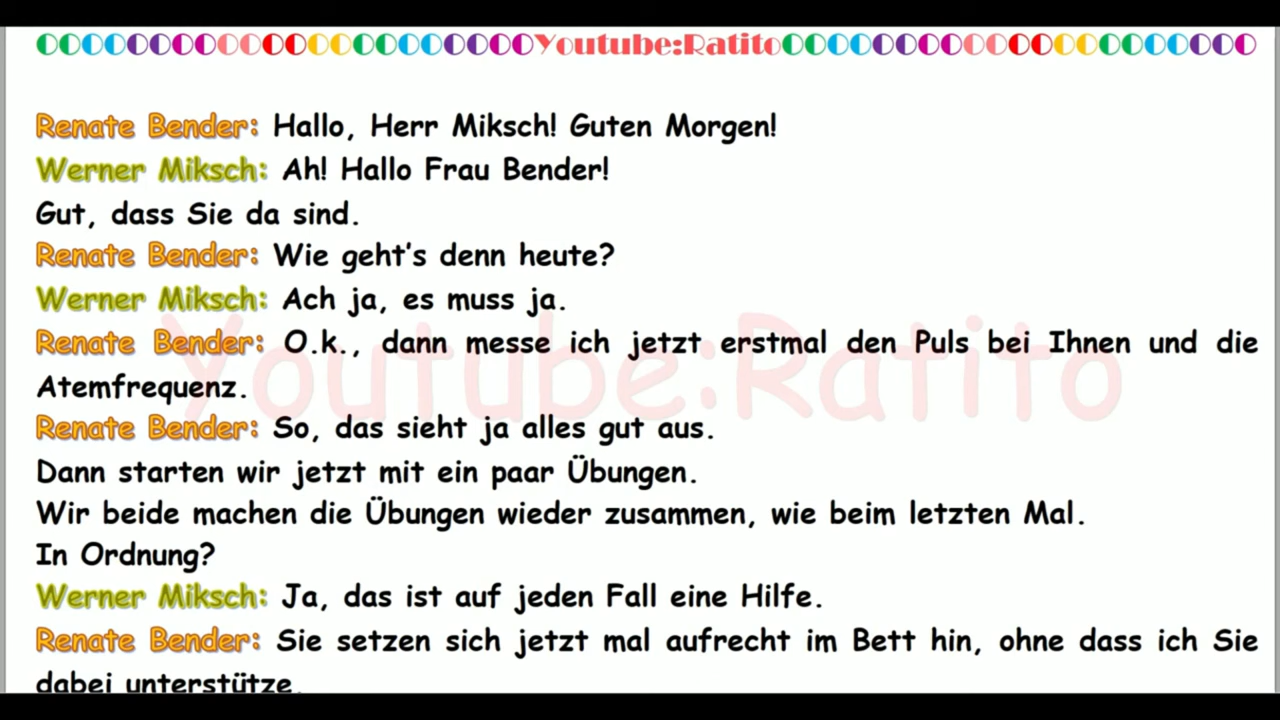 Youtube:Ratito
Renate Bender: Hallo, Herr Miksch! Guten Morgen!
Werner Miksch: Ah! Hallo Frau Bender!
Gut, dass Sie da sind.
Renate Bender: Wie geht's denn heute?
Werner Miksch: Ach ja, es muss ja.
Renate Bender: O.k., dann messe ich jetzt erstmal den Puls bei Ihnen und die
Atemfrequenz.
Youtube:Ratito
Renate Bender: So, das sieht ja alles gut aus.
Dann starten wir jetzt mit ein paar Übungen.
Wir beide machen die Übungen wieder zusammen, wie beim letzten Mal.
In Ordnung?
Werner Miksch: Ja, das ist auf jeden Fall eine Hilfe.
Renate Bender: Sie setzen sich jetzt mal aufrecht im Bett hin, ohne dass ich Sie
dabei unterstütze.